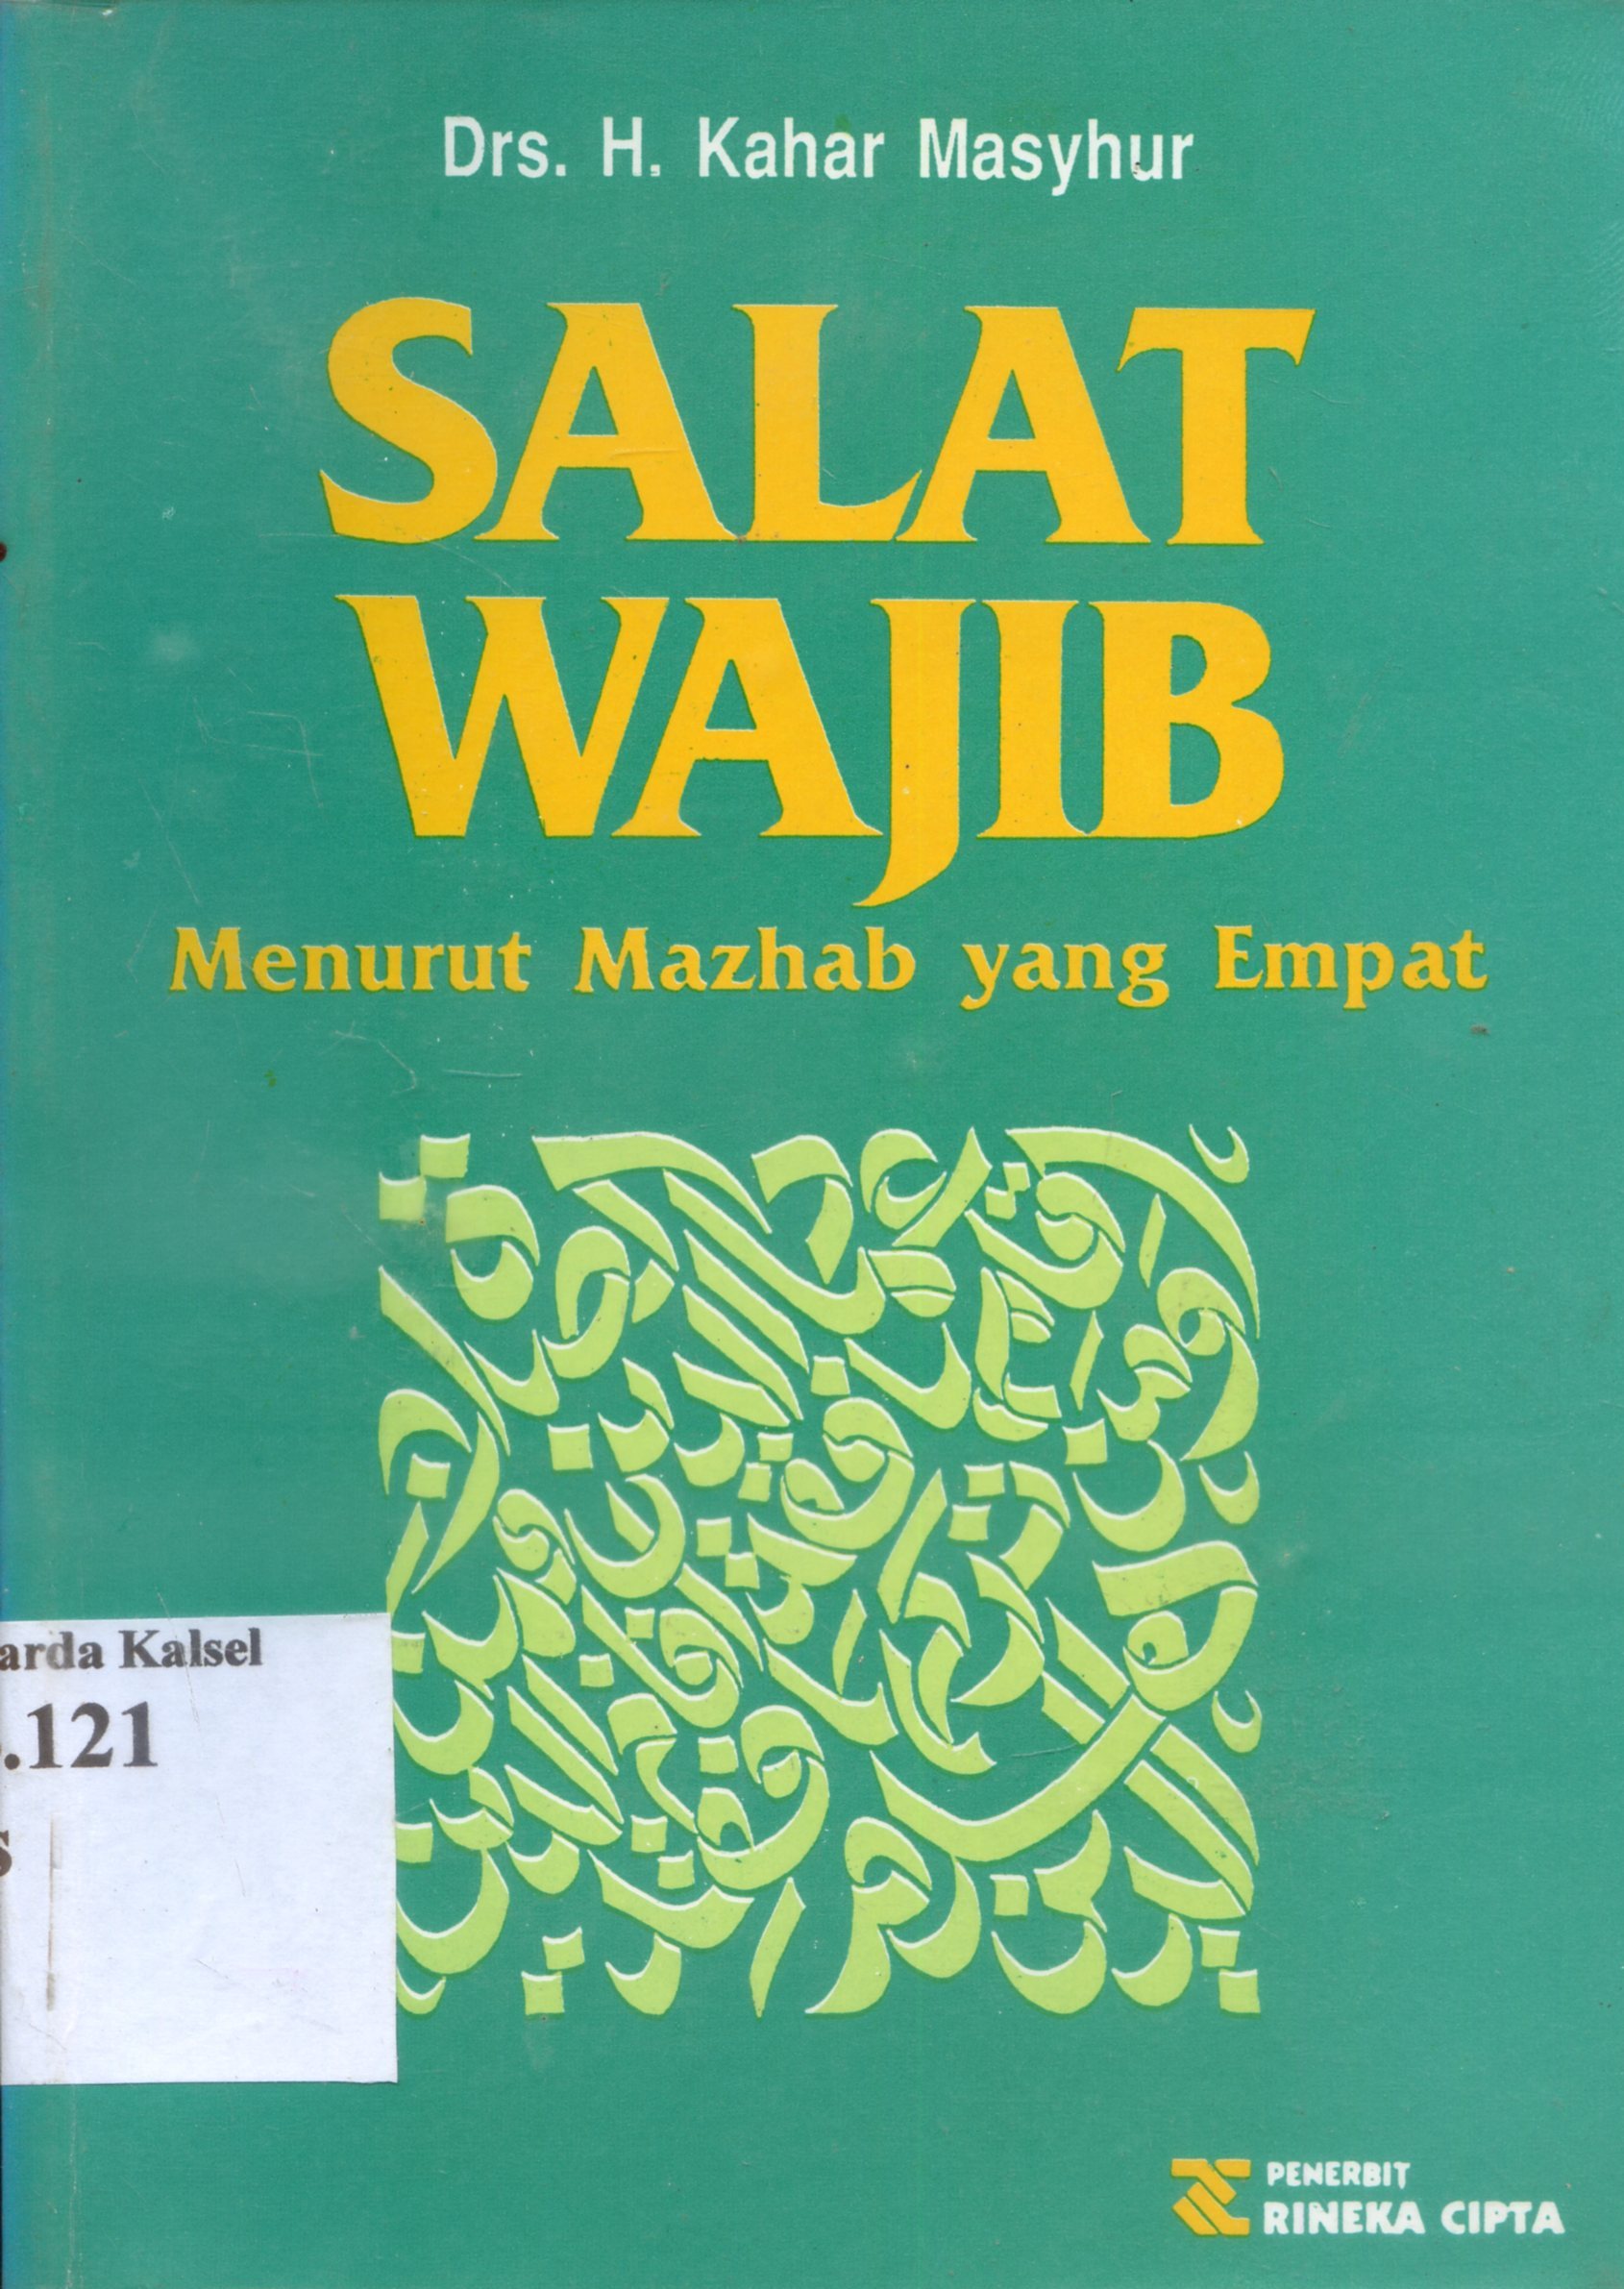 Drs. H. Kahar Masyhur
SALAT
WAJIB
Menurut Mazhab yang Empat
arda Kalsel
.121
s
PENERBIT
RINEKA CIPTA